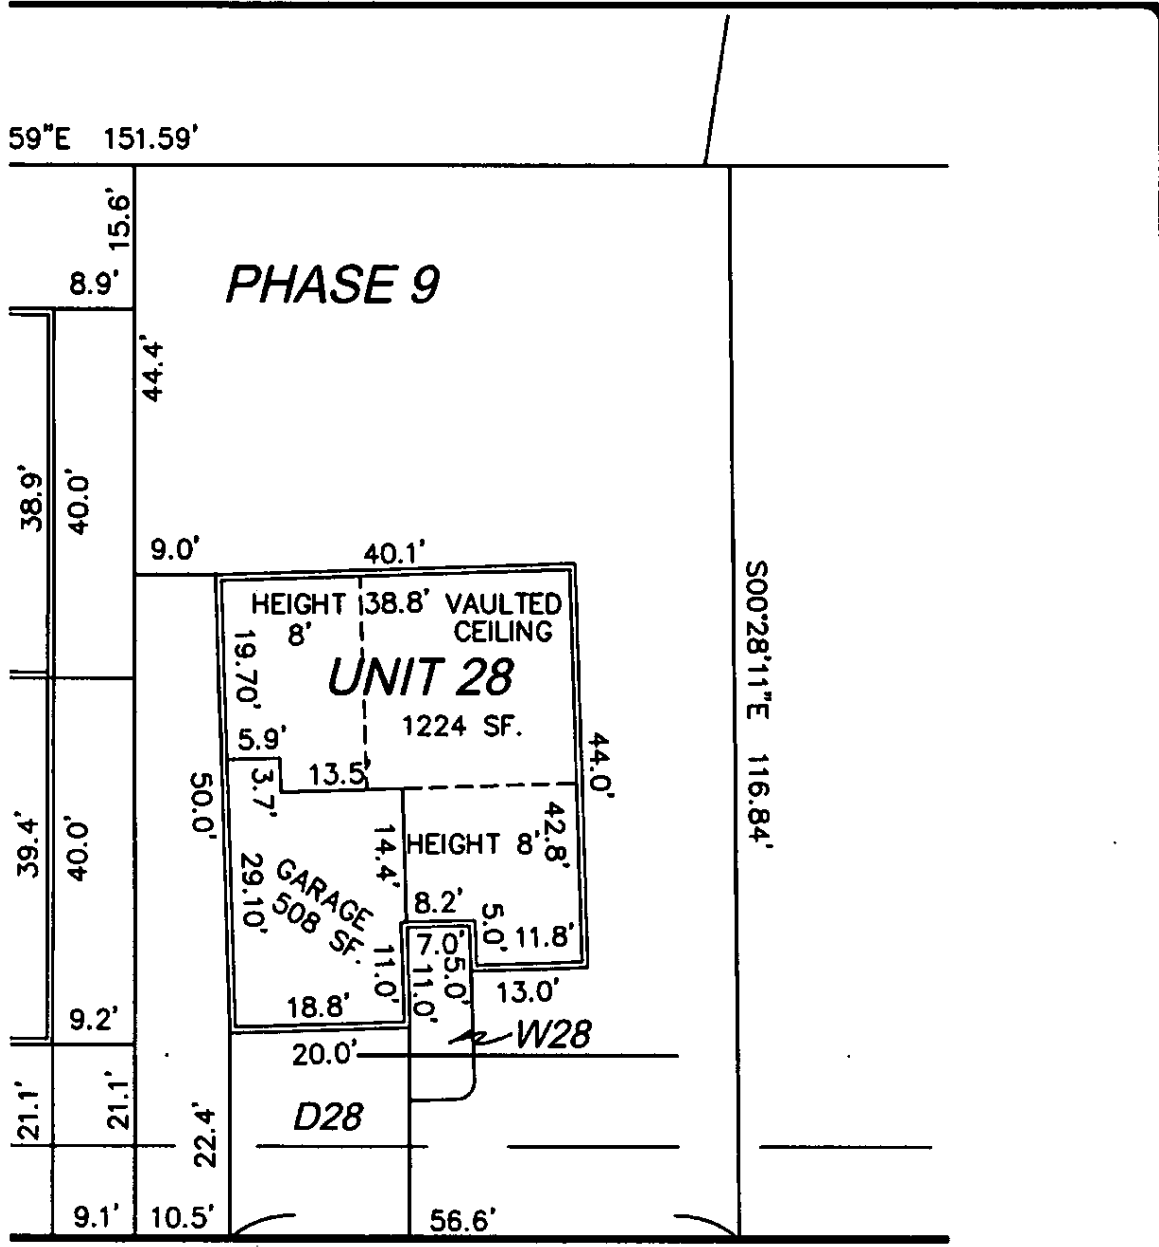 59"E 151.59'
15.6'
8.9'
PHASE 9
44.4'
38.9'
40.0'
9.0'
40.1'
HEIGHT
8'
38.8'
VAULTED
CEILING
19.70'
UNIT 28
1224 SF.
S00°28'11"E 116.84'
5.9'
3.7'
13.5'
44.0'
50.0'
39.4'
40.0'
14.4'
HEIGHT 8'
42.8'
GARAGE
508 SF.
29.10'
8.2'
5.0'
11.8'
7.0'
5.0'
11.0'
11.0'
13.0'
18.8'
9.2'
W28
20.0'
21.1'
21.1'
22.4'
D28
9.1'
10.5'
56.6'